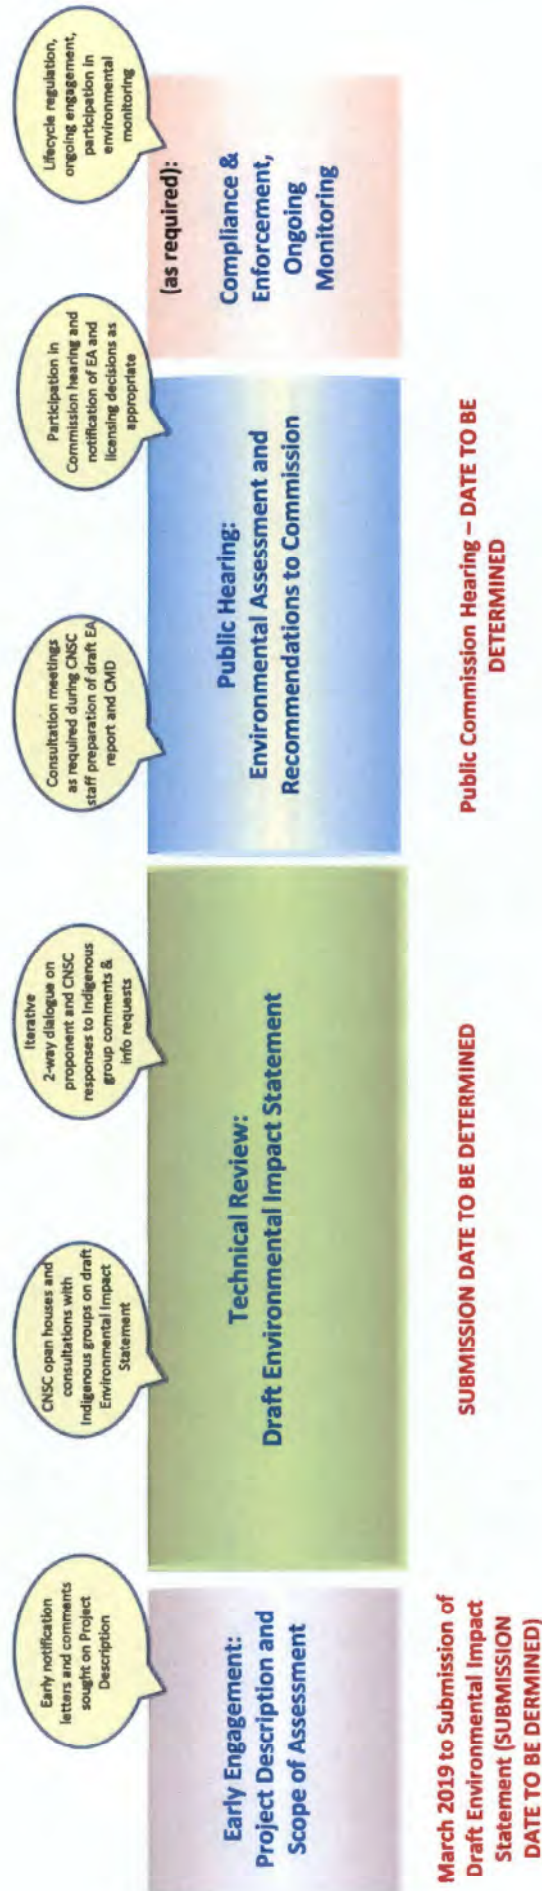 Early notification
letters and comments
sought on Project
Description
CNSC open houses and
consultations with
Indigenous groups on draft
Environmental Impact
Statement
Iterative
2-way dialogue on
proponent and CNSC
responses to Indigenous
group comments &
info requests
Consultation meetings
as required during CNSC
staff preparation of draft EA
report and CMD
Participation in
Commission hearing and
notification of EA and
licensing decisions as
appropriate
Lifecycle regulation,
ongoing engagement,
participation in
environmental
monitoring
Early Engagement:
Project Description and
Scope of Assessment
Technical Review:
Draft Environmental Impact Statement
Public Hearing:
Environmental Assessment and
Recommendations to Commission
(as required):
Compliance &
Enforcement,
Ongoing
Monitoring
March 2019 to Submission of
Draft Environmental Impact
Statement (SUBMISSION
DATE TO BE DERMINED)
SUBMISSION DATE TO BE DETERMINED
Public Commission Hearing – DATE TO BE
DETERMINED